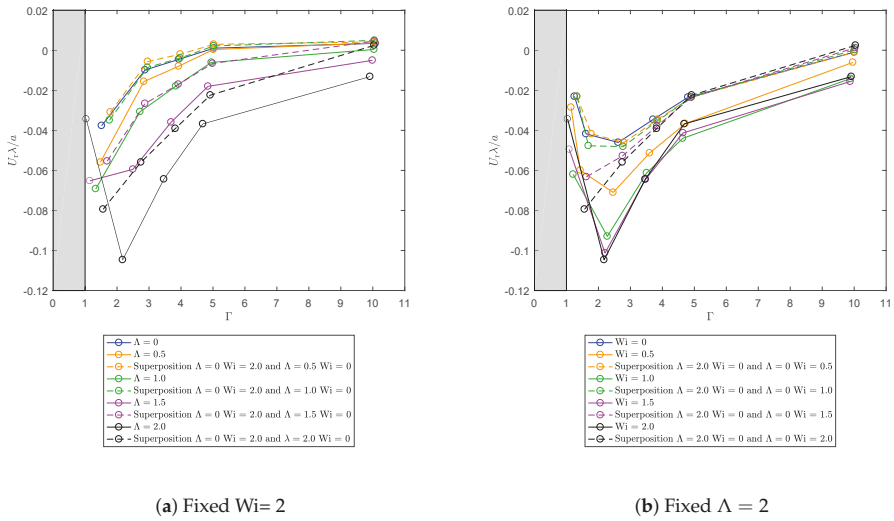 0.02
0
-0.02
-0.04
-0.06
-0.08
-0.1
-0.12
U_r λ/a
0 1 2 3 4 5 6 7 8 9 10 11
Γ
Λ = 0
Λ = 0.5
Superposition Λ = 0 Wi = 2.0 and Λ = 0.5 Wi = 0
Λ = 1.0
Superposition Λ = 0 Wi = 2.0 and Λ = 1.0 Wi = 0
Λ = 1.5
Superposition Λ = 0 Wi = 2.0 and Λ = 1.5 Wi = 0
Λ = 2.0
Superposition Λ = 0 Wi = 2.0 and λ = 2.0 Wi = 0
(a) Fixed Wi= 2
0.02
0
-0.02
-0.04
-0.06
-0.08
-0.1
-0.12
U_r λ/a
0 1 2 3 4 5 6 7 8 9 10 11
Γ
Wi = 0
Wi = 0.5
Superposition Λ = 2.0 Wi = 0 and Λ = 0 Wi = 0.5
Wi = 1.0
Superposition Λ = 2.0 Wi = 0 and Λ = 0 Wi = 1.0
Wi = 1.5
Superposition Λ = 2.0 Wi = 0 and Λ = 0 Wi = 1.5
Wi = 2.0
Superposition Λ = 2.0 Wi = 0 and Λ = 0 Wi = 2.0
(b) Fixed Λ = 2